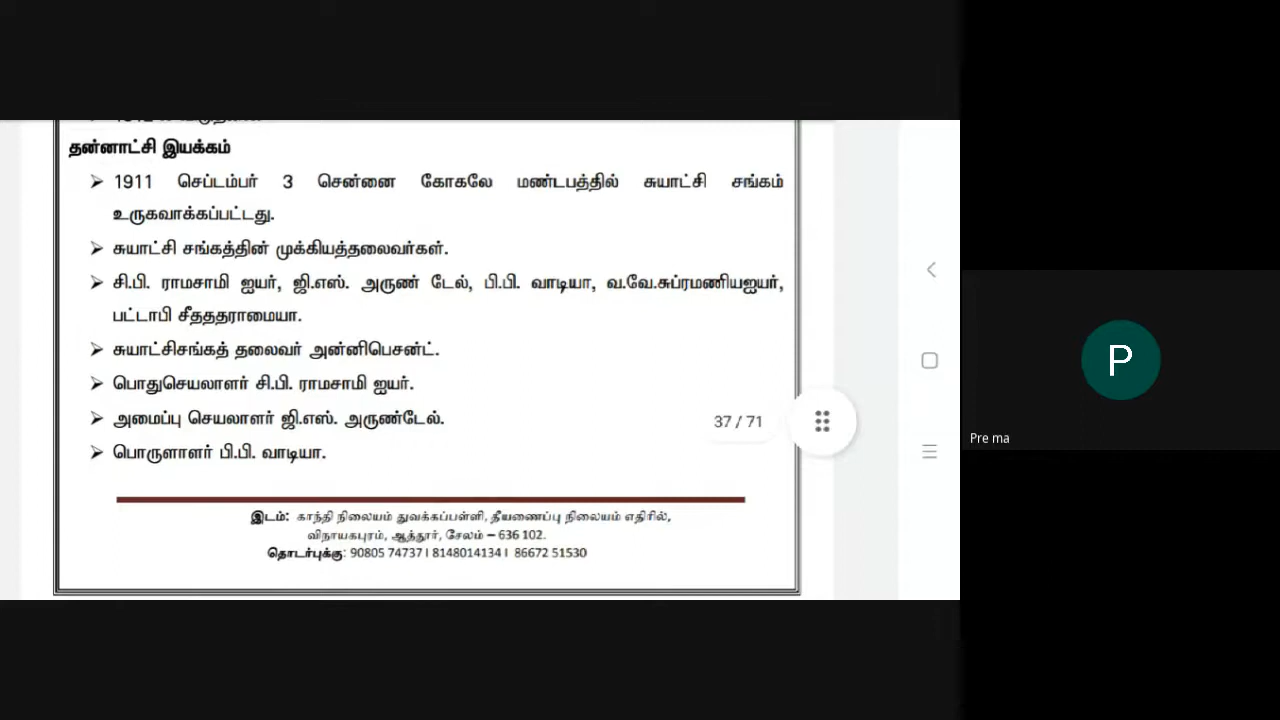 தன்னாட்சி இயக்கம்
➢ 1911 செப்டம்பர் 3 சென்னை கோகலே மண்டபத்தில் சுயாட்சி சங்கம்
உருகவாக்கப்பட்டது.
➢ சுயாட்சி சங்கத்தின் முக்கியத்தலைவர்கள்.
➢ சி.பி. ராமசாமி ஐயர், ஜி.எஸ். அருண் டேல், பி.பி. வாடியா, வ.வே.சுப்ரமணியஐயர்,
பட்டாபி சீதததராமையா.
➢ சுயாட்சிசங்கத் தலைவர் அன்னிபெசன்ட்.
➢ பொதுசெயலாளர் சி.பி. ராமசாமி ஐயர்.
➢ அமைப்பு செயலாளர் ஜி.எஸ். அருண்டேல்.
➢ பொருளாளர் பி.பி. வாடியா.
37 / 71
இடம்: காந்தி நிலையம் துவக்கப்பள்ளி, தீயணைப்பு நிலையம் எதிரில்,
விநாயகபுரம், ஆத்தூர், சேலம் – 636 102.
தொடர்புக்கு: 90805 74737 l 8148014134 l 86672 51530
P
Pre ma